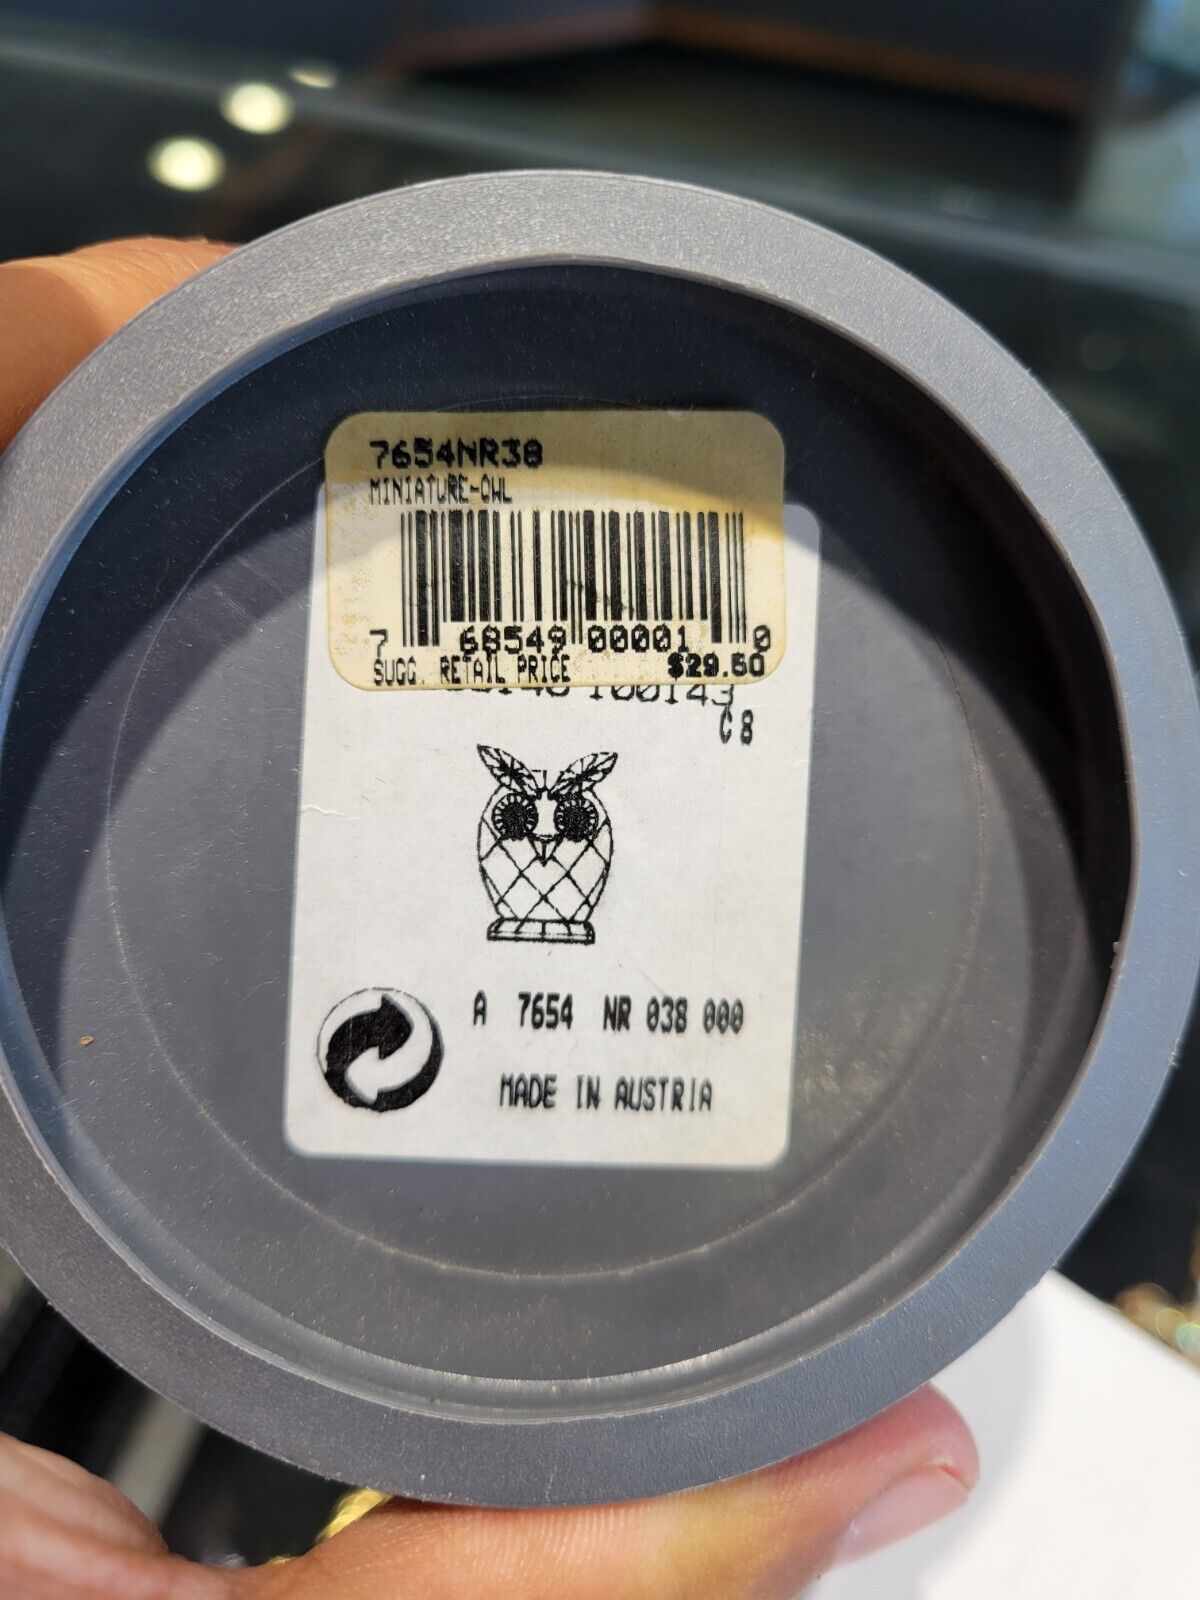 7654NR38
MINIATURE-OWL
7 68549 00001 0
SUGG. RETAIL PRICE $29.50
100143
C 8
A 7654 NR 038 000
MADE IN AUSTRIA